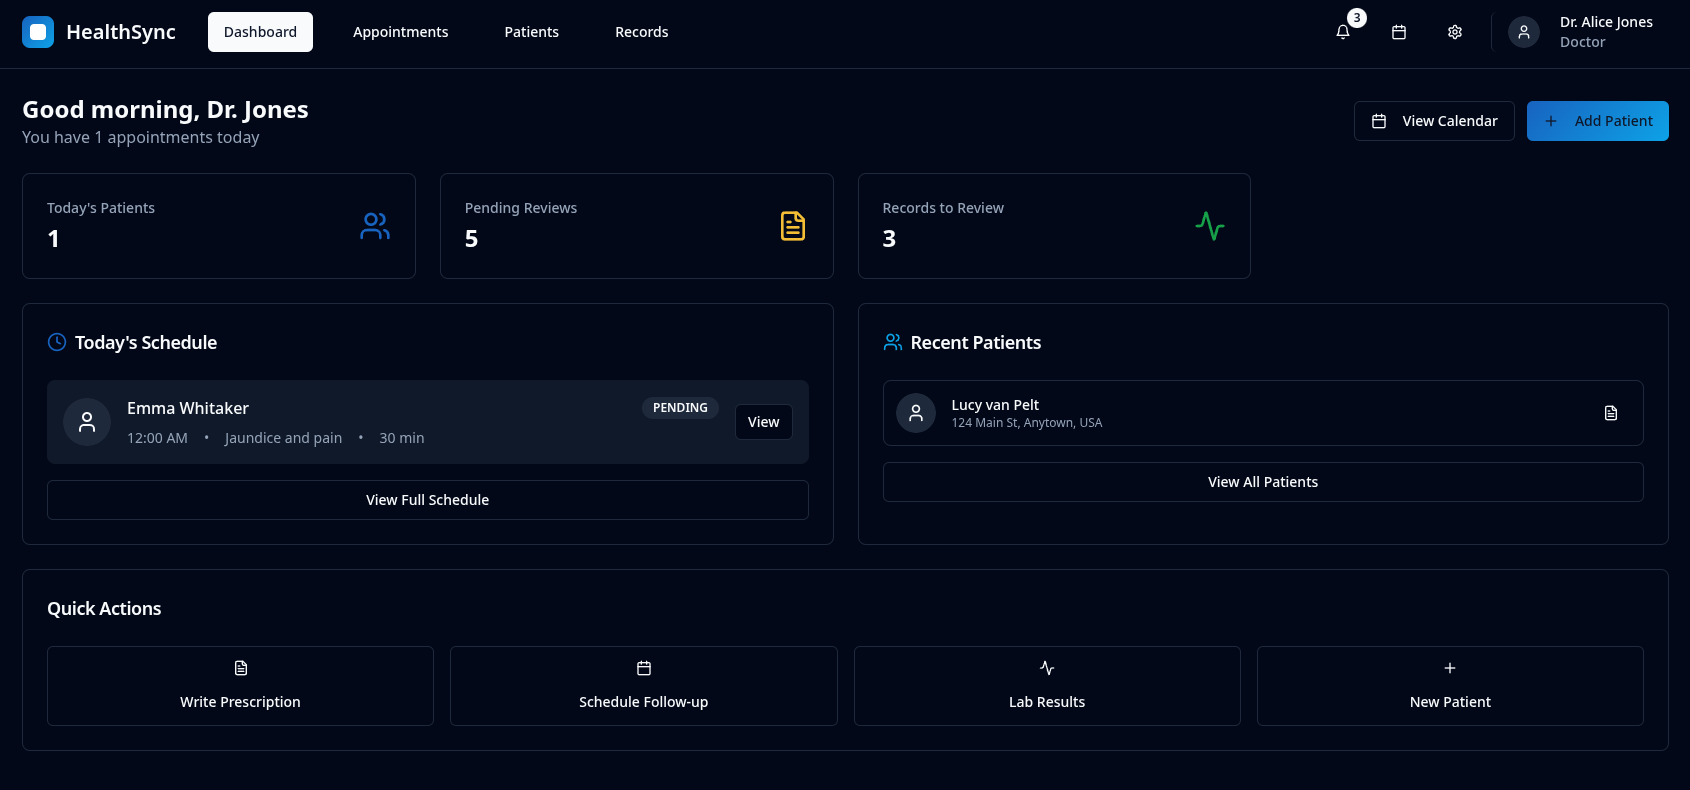 HealthSync
Dashboard
Appointments
Patients
Records
3
Dr. Alice Jones
Doctor
Good morning, Dr. Jones
You have 1 appointments today
View Calendar
Add Patient
Today's Patients
1
Pending Reviews
5
Records to Review
3
Today's Schedule
Emma Whitaker
PENDING
12:00 AM • Jaundice and pain • 30 min
View
View Full Schedule
Recent Patients
Lucy van Pelt
124 Main St, Anytown, USA
View All Patients
Quick Actions
Write Prescription
Schedule Follow-up
Lab Results
New Patient